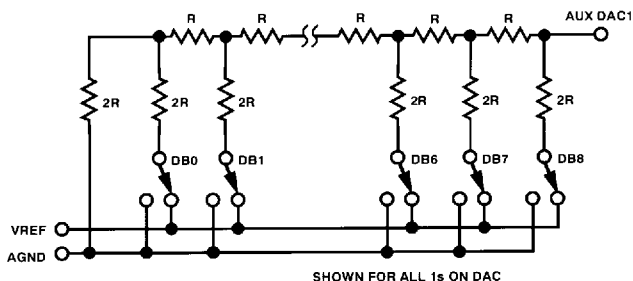 R R R R R AUX DAC1
2R 2R 2R 2R 2R 2R
DB0 DB1 DB6 DB7 DB8
VREF
AGND
SHOWN FOR ALL 1s ON DAC